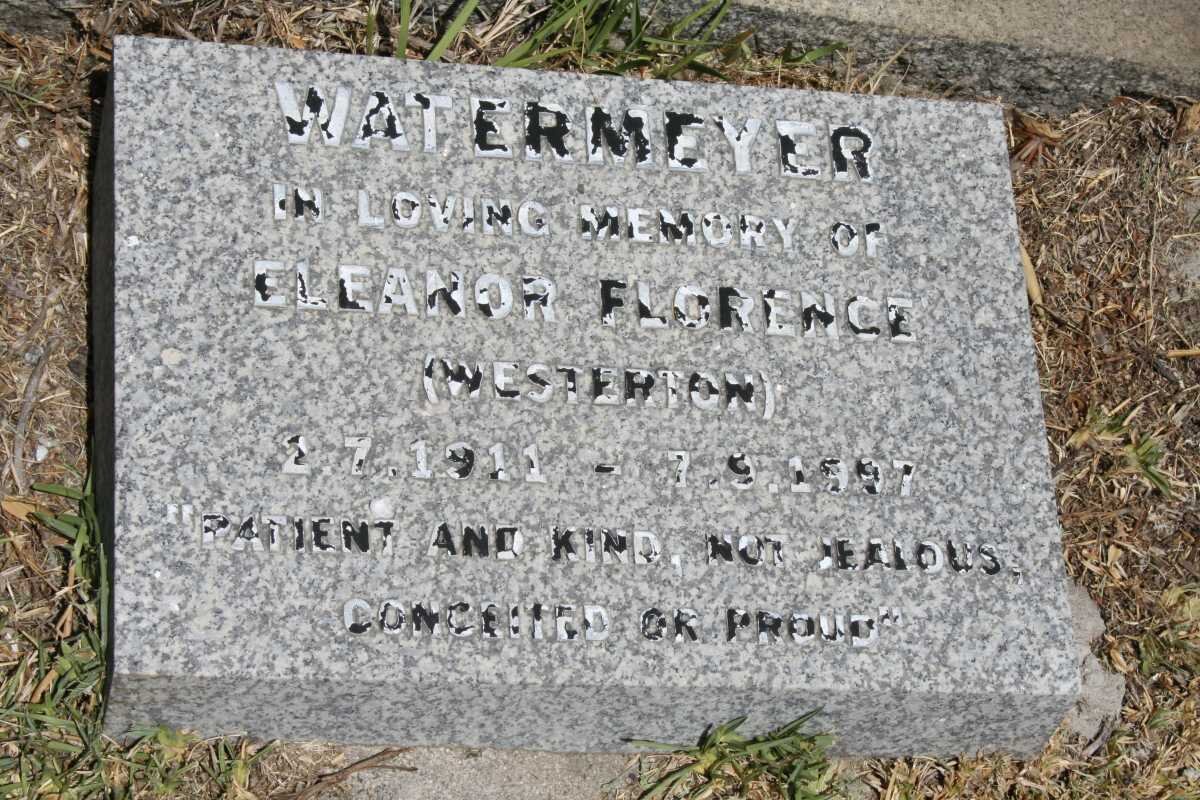 WATERMEYER
IN LOVING MEMORY OF
ELEANOR FLORENCE
(WESTERTON)
2.7.1911 - 7.9.1997
"PATIENT AND KIND, NOT JEALOUS,
CONCEITED OR PROUD"